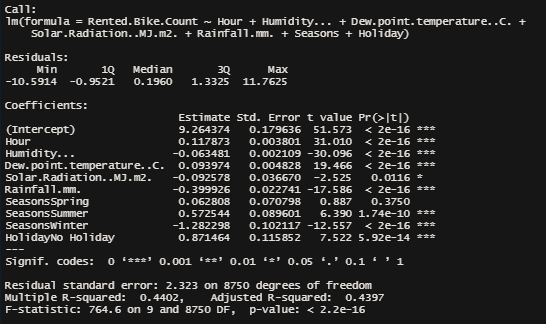 Call:
lm(formula = Rented.Bike.Count ~ Hour + Humidity... + Dew.point.temperature..C. +
    Solar.Radiation..MJ.m2. + Rainfall.mm. + Seasons + Holiday)
Residuals:
     Min       1Q   Median       3Q      Max
-10.5914  -0.9521   0.1960   1.3325  11.7625
Coefficients:
                           Estimate Std. Error t value Pr(>|t|)
(Intercept)                9.264374   0.179636  51.573  < 2e-16 ***
Hour                       0.117873   0.003801  31.010  < 2e-16 ***
Humidity...               -0.063481   0.002109 -30.096  < 2e-16 ***
Dew.point.temperature..C.  0.093974   0.004828  19.466  < 2e-16 ***
Solar.Radiation..MJ.m2.   -0.092578   0.036670  -2.525   0.0116 *
Rainfall.mm.              -0.399926   0.022741 -17.586  < 2e-16 ***
SeasonsSpring              0.062808   0.070798   0.887   0.3750
SeasonsSummer              0.572544   0.089601   6.390 1.74e-10 ***
SeasonsWinter             -1.282298   0.102117 -12.557  < 2e-16 ***
HolidayNo Holiday          0.871464   0.115852   7.522 5.92e-14 ***
---
Signif. codes:  0 ‘***’ 0.001 ‘**’ 0.01 ‘*’ 0.05 ‘.’ 0.1 ‘ ’ 1
Residual standard error: 2.323 on 8750 degrees of freedom
Multiple R-squared:  0.4402,    Adjusted R-squared:  0.4397
F-statistic: 764.6 on 9 and 8750 DF,  p-value: < 2.2e-16